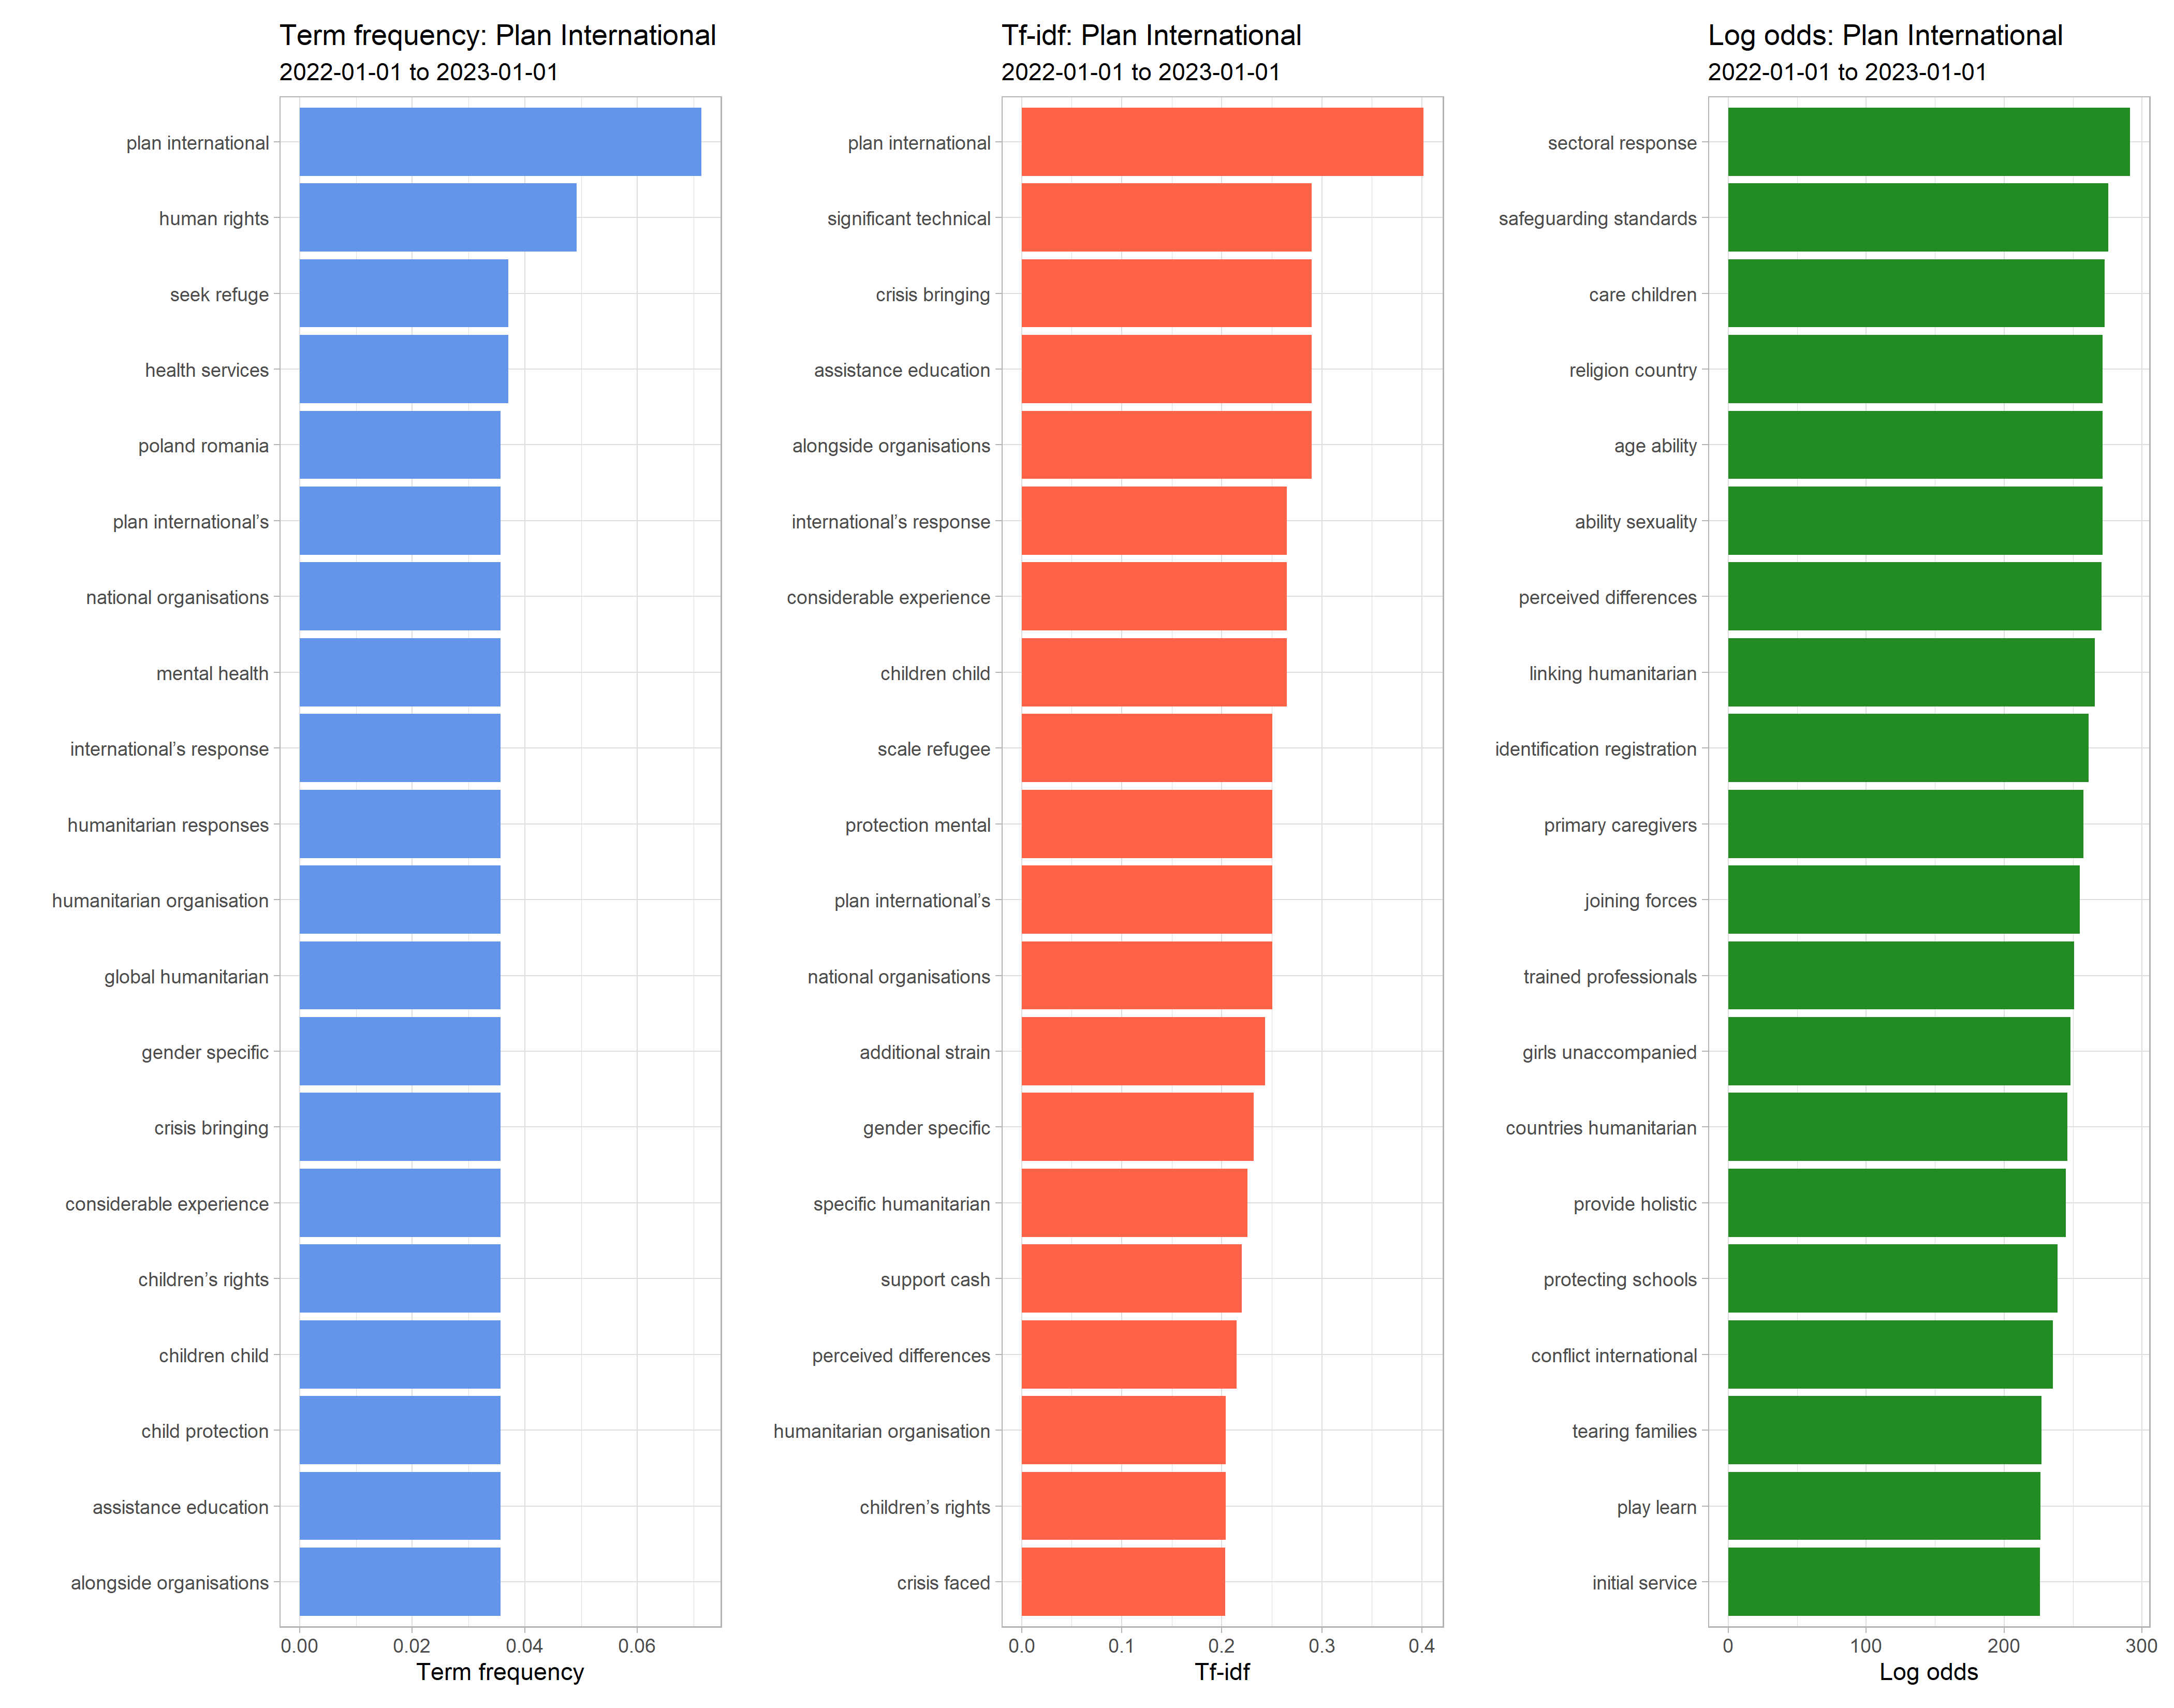 Term frequency: Plan International
2022-01-01 to 2023-01-01
plan international
human rights
seek refuge
health services
poland romania
plan international’s
national organisations
mental health
international’s response
humanitarian responses
humanitarian organisation
global humanitarian
gender specific
crisis bringing
considerable experience
children’s rights
children child
child protection
assistance education
alongside organisations
0.00 0.02 0.04 0.06
Term frequency
Tf-idf: Plan International
2022-01-01 to 2023-01-01
plan international
significant technical
crisis bringing
assistance education
alongside organisations
international’s response
considerable experience
children child
scale refugee
protection mental
plan international’s
national organisations
additional strain
gender specific
specific humanitarian
support cash
perceived differences
humanitarian organisation
children’s rights
crisis faced
0.0 0.1 0.2 0.3 0.4
Tf-idf
Log odds: Plan International
2022-01-01 to 2023-01-01
sectoral response
safeguarding standards
care children
religion country
age ability
ability sexuality
perceived differences
linking humanitarian
identification registration
primary caregivers
joining forces
trained professionals
girls unaccompanied
countries humanitarian
provide holistic
protecting schools
conflict international
tearing families
play learn
initial service
0 100 200 300
Log odds